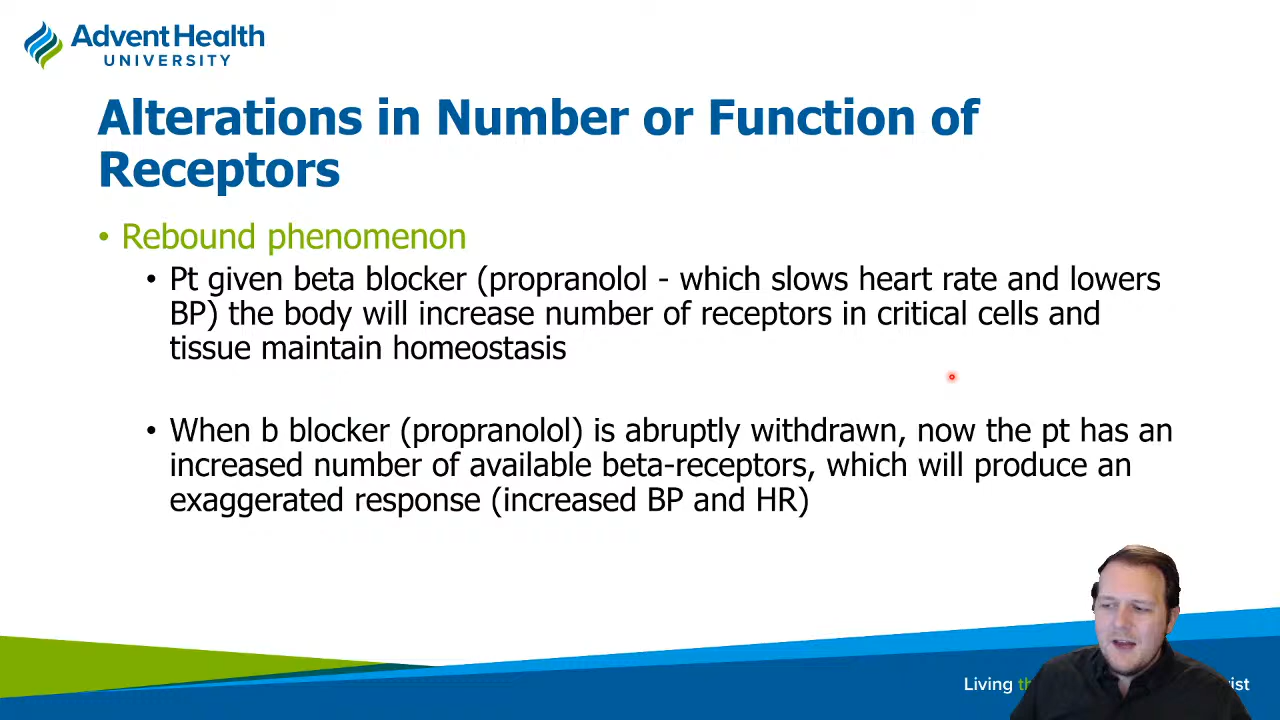 AdventHealth
UNIVERSITY
Alterations in Number or Function of
Receptors
• Rebound phenomenon
• Pt given beta blocker (propranolol - which slows heart rate and lowers
BP) the body will increase number of receptors in critical cells and
tissue maintain homeostasis
• When b blocker (propranolol) is abruptly withdrawn, now the pt has an
increased number of available beta-receptors, which will produce an
exaggerated response (increased BP and HR)
Living